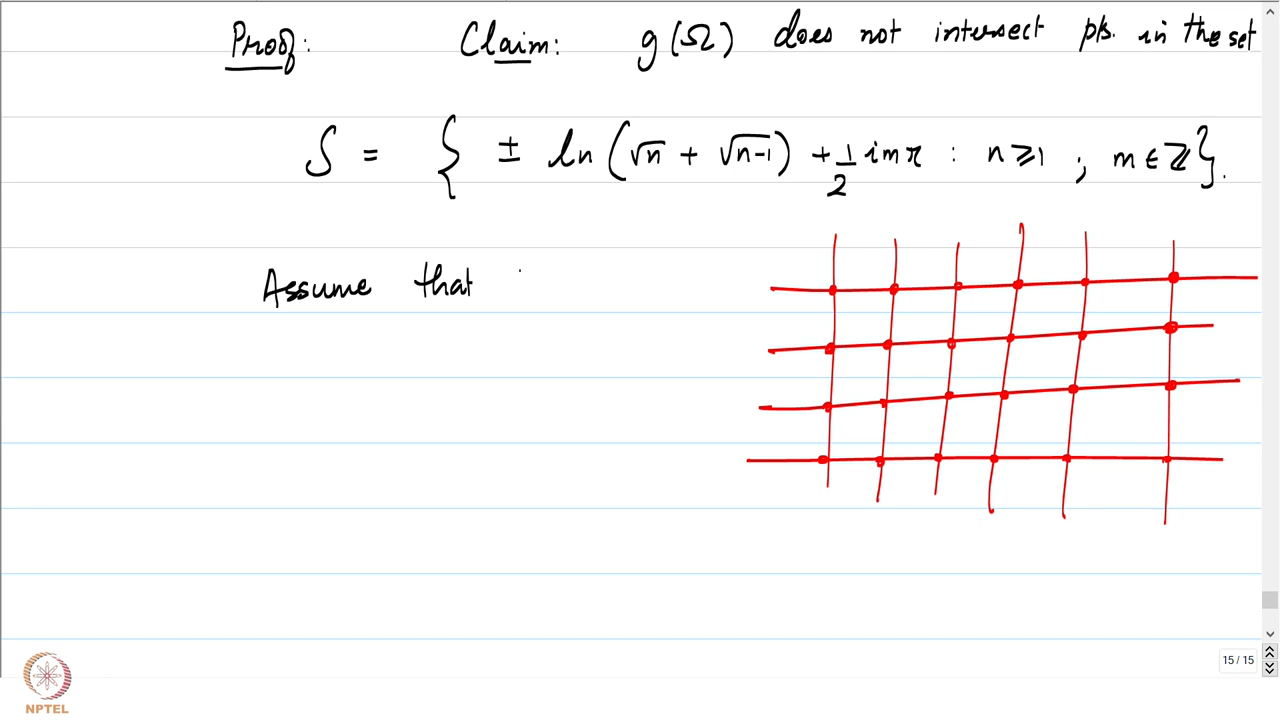 Proof: Claim: g(Ω) does not intersect pts. in the set
S = { ± ln(√n + √n-1) + 1/2 imπ : n ≥ 1 ; m ∈ ℤ }.
Assume that
15 / 15
NPTEL